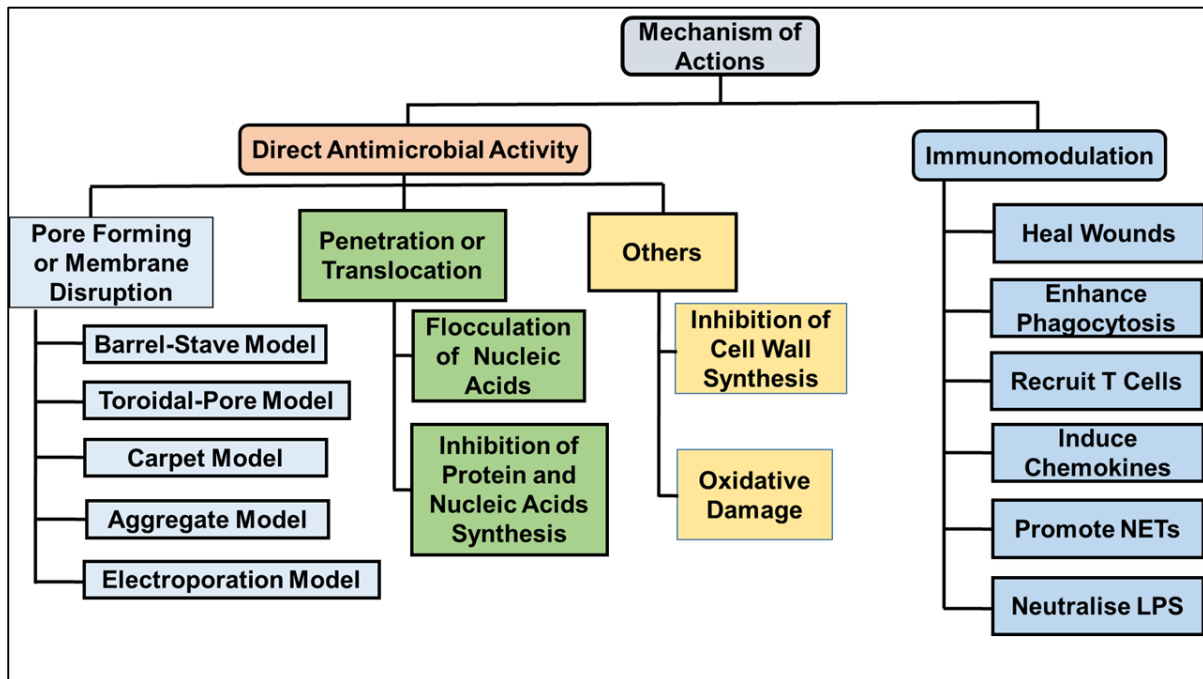 Mechanism of
Actions
Direct Antimicrobial Activity
Immunomodulation
Pore Forming
or Membrane
Disruption
Barrel-Stave Model
Toroidal-Pore Model
Carpet Model
Aggregate Model
Electroporation Model
Penetration or
Translocation
Flocculation
of Nucleic
Acids
Inhibition of
Protein and
Nucleic Acids
Synthesis
Others
Inhibition of
Cell Wall
Synthesis
Oxidative
Damage
Heal Wounds
Enhance
Phagocytosis
Recruit T Cells
Induce
Chemokines
Promote NETs
Neutralise LPS